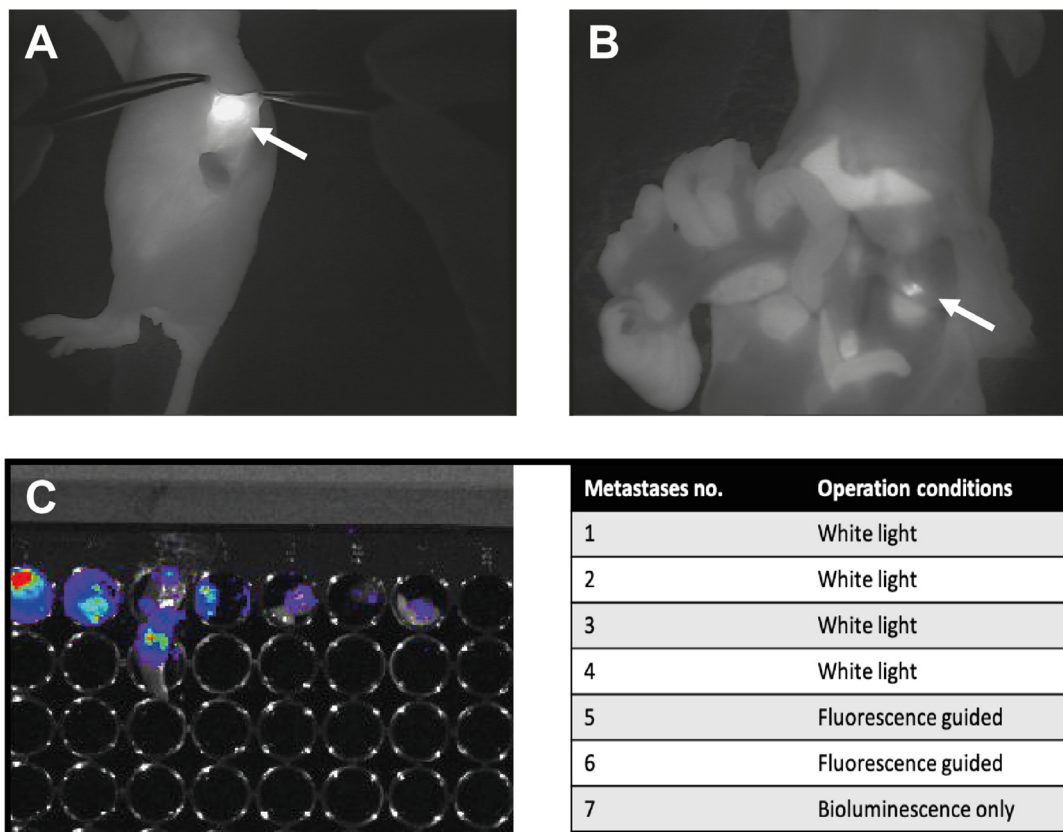 A
B
C
Metastases no. Operation conditions
1 White light
2 White light
3 White light
4 White light
5 Fluorescence guided
6 Fluorescence guided
7 Bioluminescence only